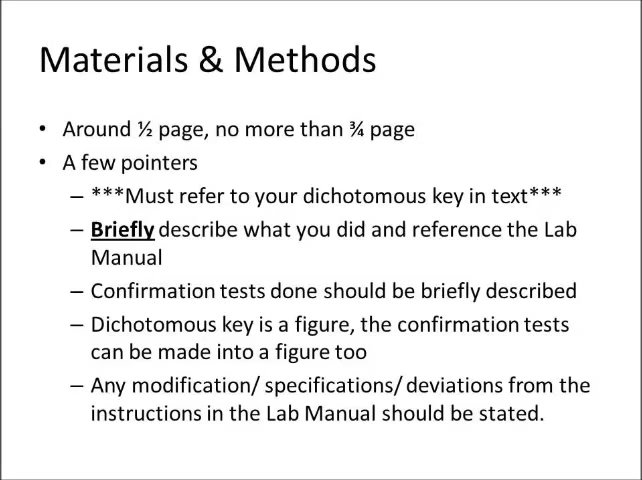 Materials & Methods
• Around ½ page, no more than ¾ page
• A few pointers
– ***Must refer to your dichotomous key in text***
– Briefly describe what you did and reference the Lab
Manual
– Confirmation tests done should be briefly described
– Dichotomous key is a figure, the confirmation tests
can be made into a figure too
– Any modification/ specifications/ deviations from the
instructions in the Lab Manual should be stated.